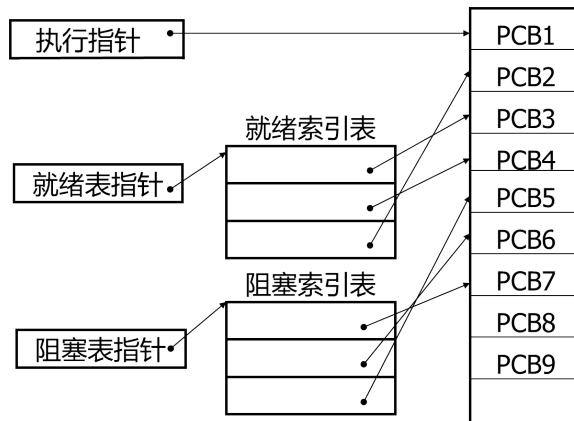 执行指针
就绪索引表
就绪表指针
阻塞索引表
阻塞表指针
PCB1
PCB2
PCB3
PCB4
PCB5
PCB6
PCB7
PCB8
PCB9